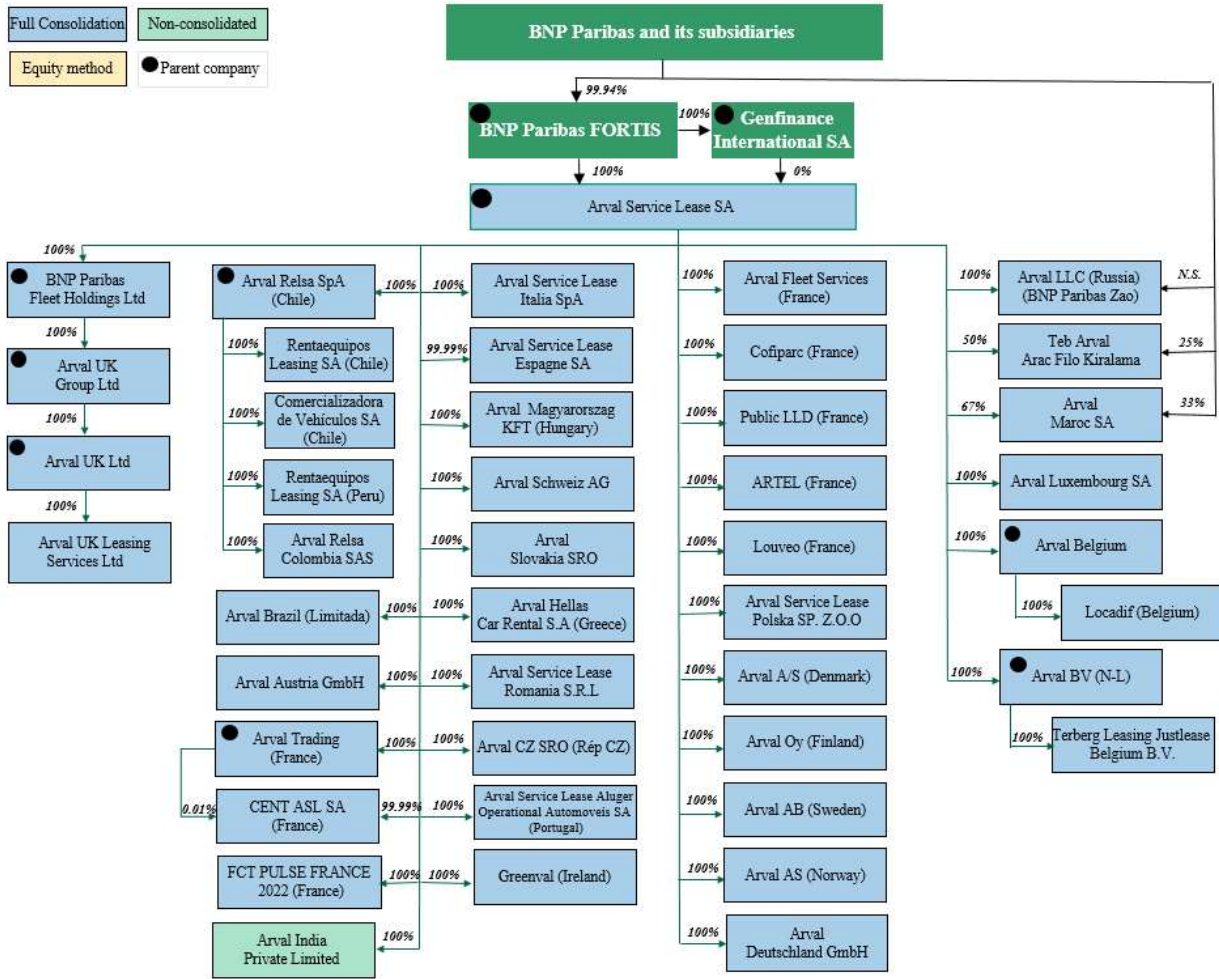 Full Consolidation
Non-consolidated
Equity method
Parent company
BNP Paribas and its subsidiaries
99.94%
BNP Paribas FORTIS
100%
Genfinance
International SA
100%
0%
Arval Service Lease SA
100%
BNP Paribas
Fleet Holdings Ltd
100%
Arval UK
Group Ltd
100%
Arval UK Ltd
100%
Arval UK Leasing
Services Ltd
Arval Relsa SpA
(Chile)
100%
100%
Rentaequipos
Leasing SA (Chile)
100%
Comercializadora
de Vehículos SA
(Chile)
100%
Rentaequipos
Leasing SA (Peru)
100%
Arval Relsa
Colombia SAS
Arval Brazil (Limitada)
100%
Arval Austria GmbH
100%
Arval Trading
(France)
100%
0.01%
CENT ASL SA
(France)
99.99%
FCT PULSE FRANCE
2022 (France)
100%
Arval India
Private Limited
100%
100%
Arval Service Lease
Italia SpA
99.99%
Arval Service Lease
Espagne SA
100%
Arval Magyarorszag
KFT (Hungary)
100%
Arval Schweiz AG
100%
Arval
Slovakia SRO
100%
Arval Hellas
Car Rental S.A (Greece)
100%
Arval Service Lease
Romania S.R.L
100%
Arval CZ SRO (Rép CZ)
100%
Arval Service Lease Aluger
Operational Automoveis SA
(Portugal)
100%
Greenval (Ireland)
100%
Arval Fleet Services
(France)
100%
Cofiparc (France)
100%
Public LLD (France)
100%
ARTEL (France)
100%
Louveo (France)
100%
Arval Service Lease
Polska SP. Z.O.O
100%
Arval A/S (Denmark)
100%
Arval Oy (Finland)
100%
Arval AB (Sweden)
100%
Arval AS (Norway)
100%
Arval
Deutschland GmbH
100%
Arval LLC (Russia)
(BNP Paribas Zao)
N.S.
50%
Teb Arval
Arac Filo Kiralama
25%
67%
Arval
Maroc SA
33%
100%
Arval Luxembourg SA
100%
Arval Belgium
100%
Locadif (Belgium)
100%
Arval BV (N-L)
100%
Terberg Leasing Justlease
Belgium B.V.